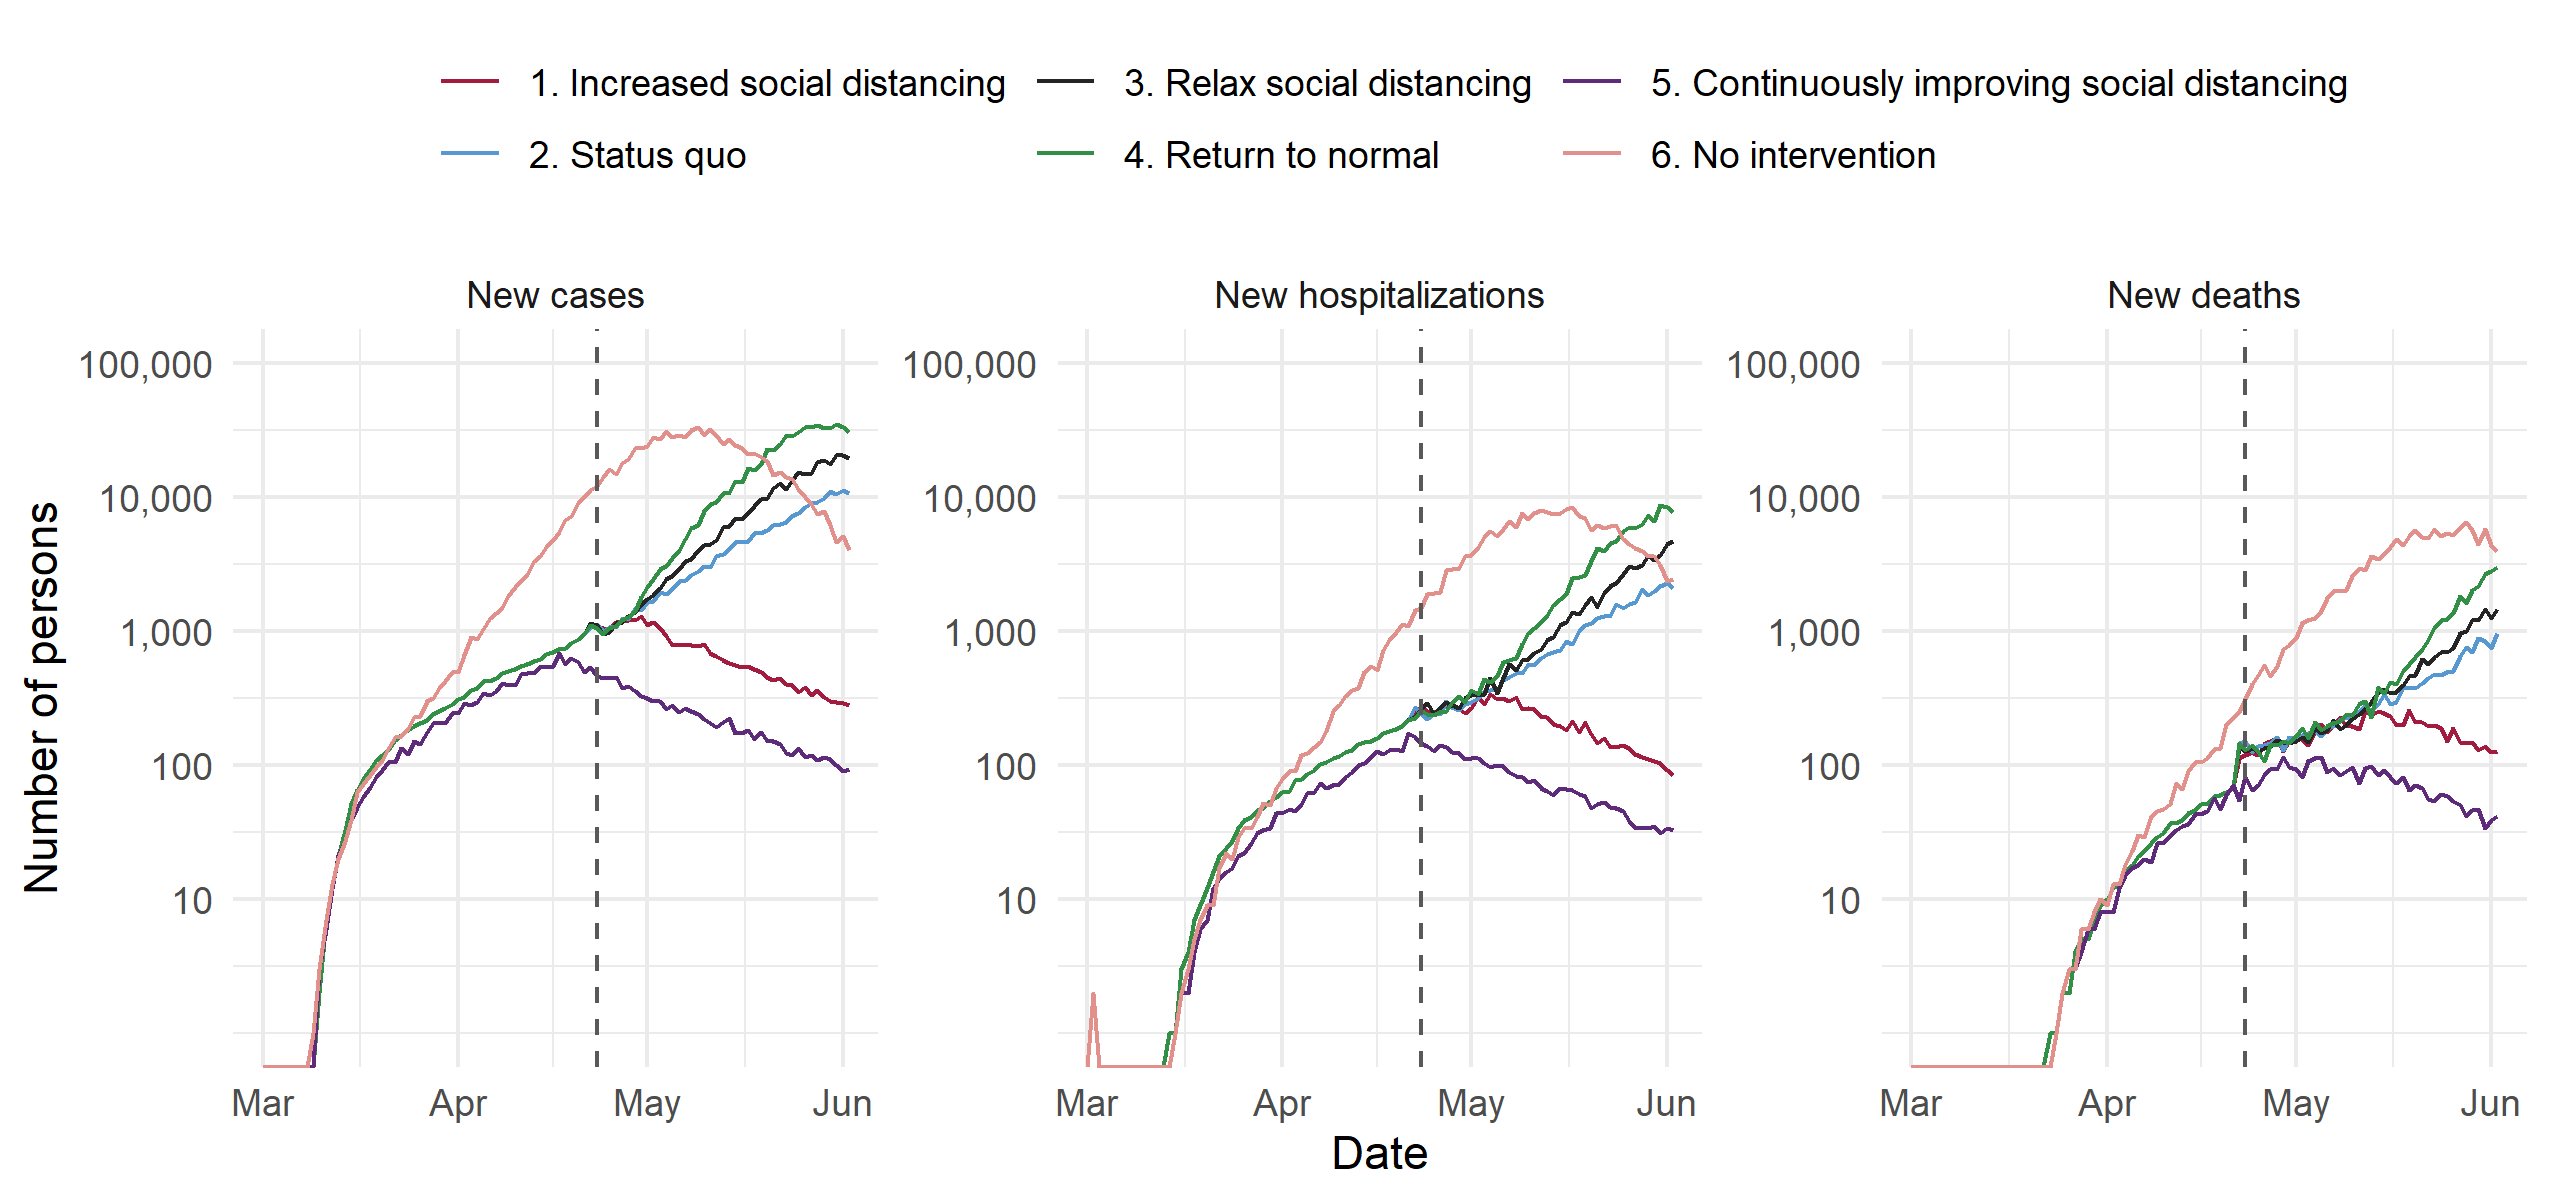 1. Increased social distancing 3. Relax social distancing 5. Continuously improving social distancing
2. Status quo 4. Return to normal 6. No intervention
New cases New hospitalizations New deaths
100,000 100,000 100,000
10,000 10,000 10,000
1,000 1,000 1,000
100 100 100
10 10 10
Number of persons
Mar Apr May Jun Mar Apr May Jun Mar Apr May Jun
Date